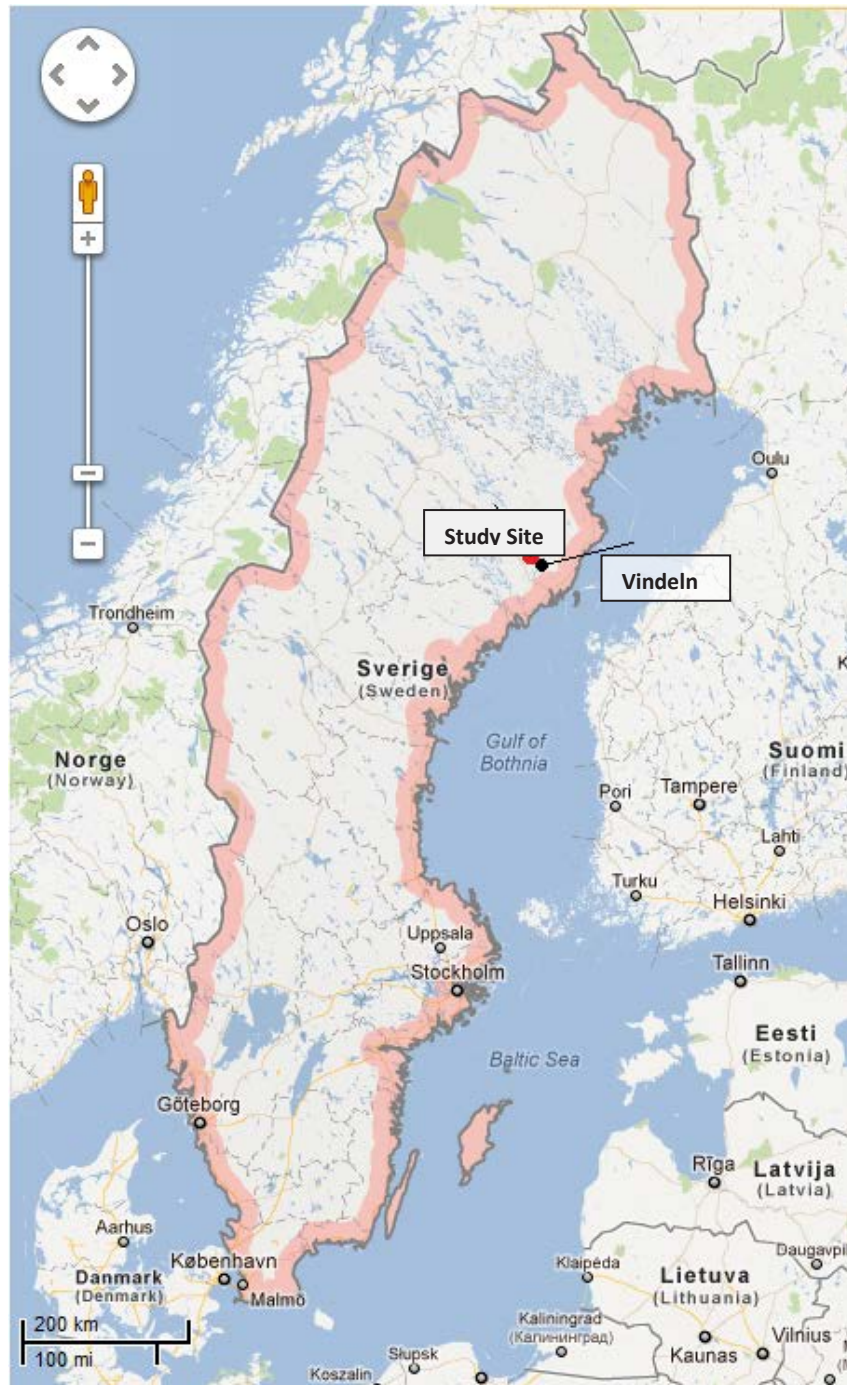 Oulu
Study Site
Vindeln
Trondheim
Sverige
(Sweden)
Gulf of
Bothnia
Norge
(Norway)
Suomi
(Finland)
Pori
Tampere
Lahti
Turku
Helsinki
Oslo
Uppsala
Stockholm
Tallinn
Eesti
(Estonia)
Baltic Sea
Göteborg
Rīga
Latvija
(Latvia)
Aarhus
København
Danmark
(Denmark)
Malmö
Klaipėda
Daugavpil
Lietuva
(Lithuania)
Kaliningrad
(Калининград)
Vilnius
Kaunas
200 km
100 mi
Słupsk
Koszalin